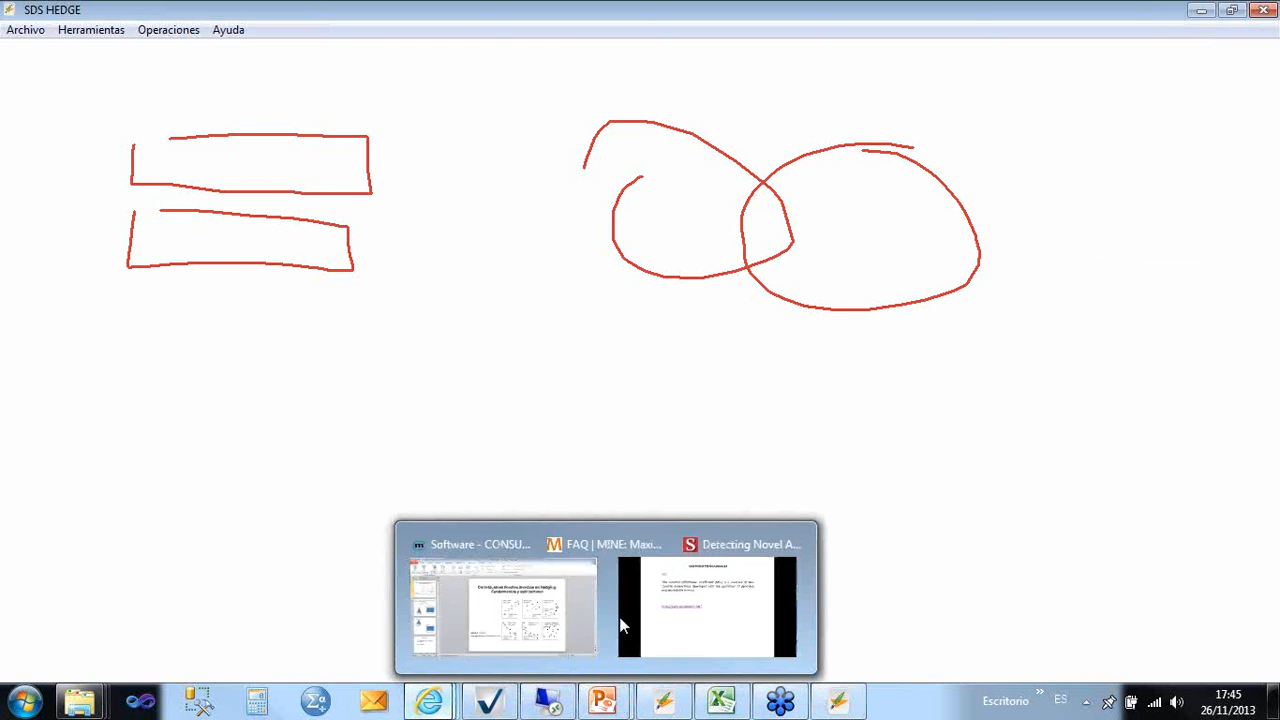 SDS HEDGE
Archivo Herramientas Operaciones Ayuda
Software - CONSU... FAQ | MINE: Maxi... Detecting Novel A...
Escritorio
ES
17:45
26/11/2013